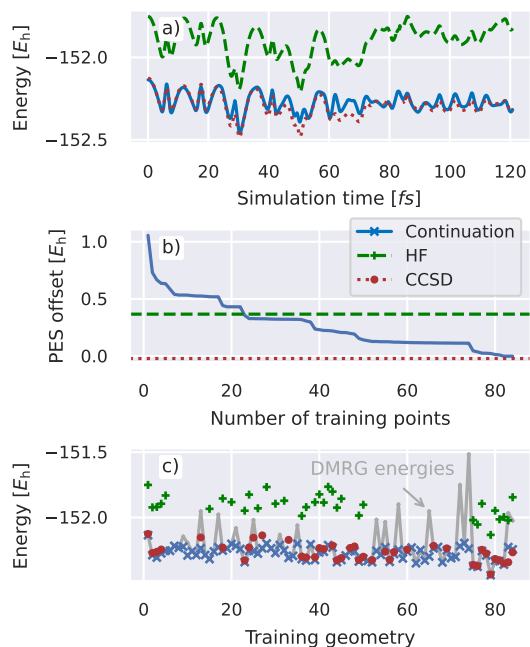 a)
Energy [E_h]
−152.0
−152.5
0 20 40 60 80 100 120
Simulation time [fs]
b)
Continuation
HF
CCSD
PES offset [E_h]
1.0
0.5
0.0
0 20 40 60 80
Number of training points
c)
DMRG energies
Energy [E_h]
−151.5
−152.0
0 20 40 60 80
Training geometry